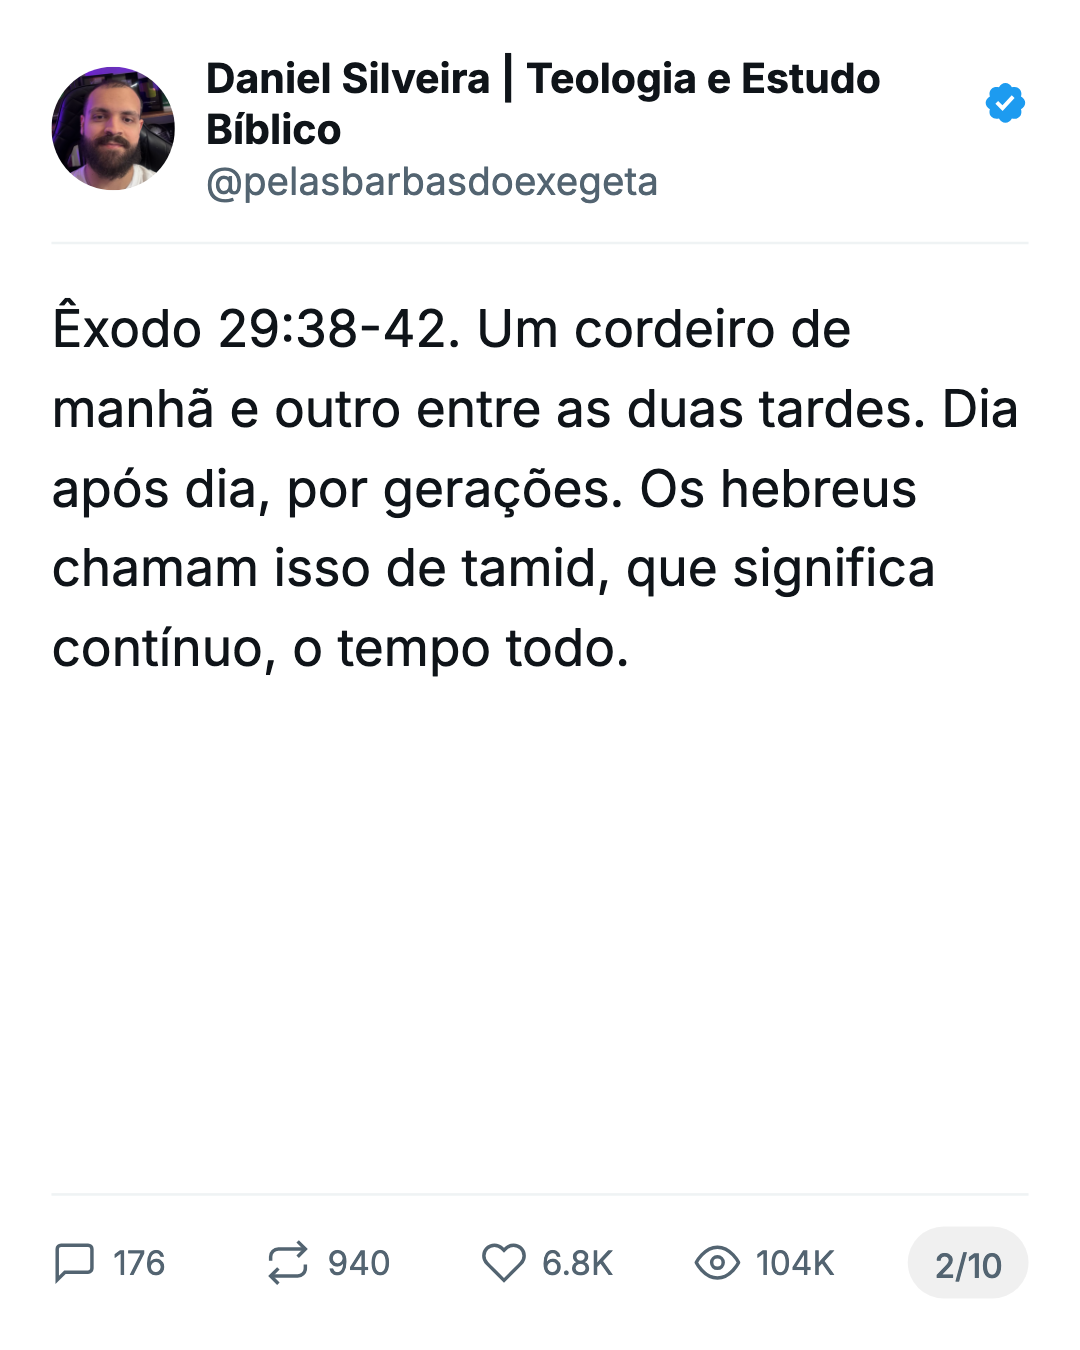 Daniel Silveira | Teologia e Estudo
Bíblico
@pelasbarbasdoexegeta
Êxodo 29:38-42. Um cordeiro de
manhã e outro entre as duas tardes. Dia
após dia, por gerações. Os hebreus
chamam isso de tamid, que significa
contínuo, o tempo todo.
176 940 6.8K 104K 2/10